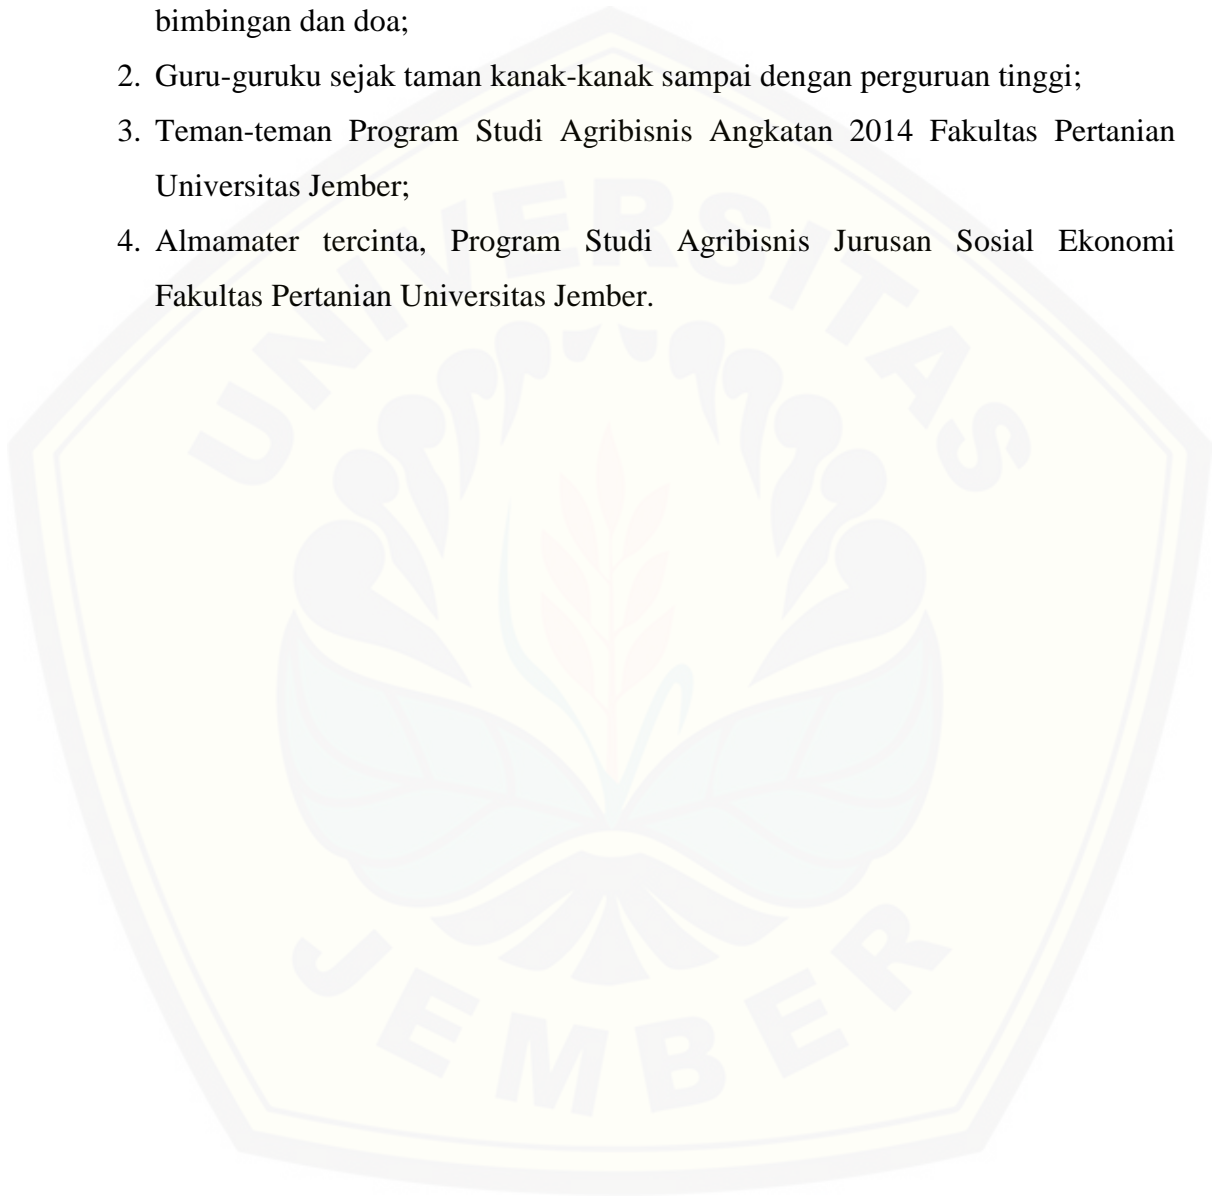 bimbingan dan doa;
2. Guru-guruku sejak taman kanak-kanak sampai dengan perguruan tinggi;
3. Teman-teman Program Studi Agribisnis Angkatan 2014 Fakultas Pertanian
Universitas Jember;
4. Almamater tercinta, Program Studi Agribisnis Jurusan Sosial Ekonomi
Fakultas Pertanian Universitas Jember.
UNIVERSITAS
JEMBER